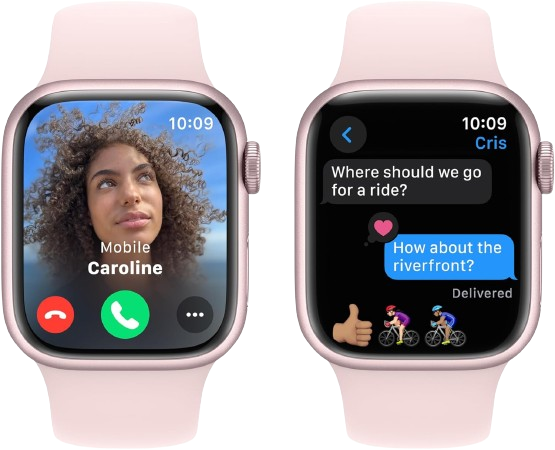 10:09
Mobile
Caroline
10:09
Cris
Where should we go
for a ride?
How about the
riverfront?
Delivered